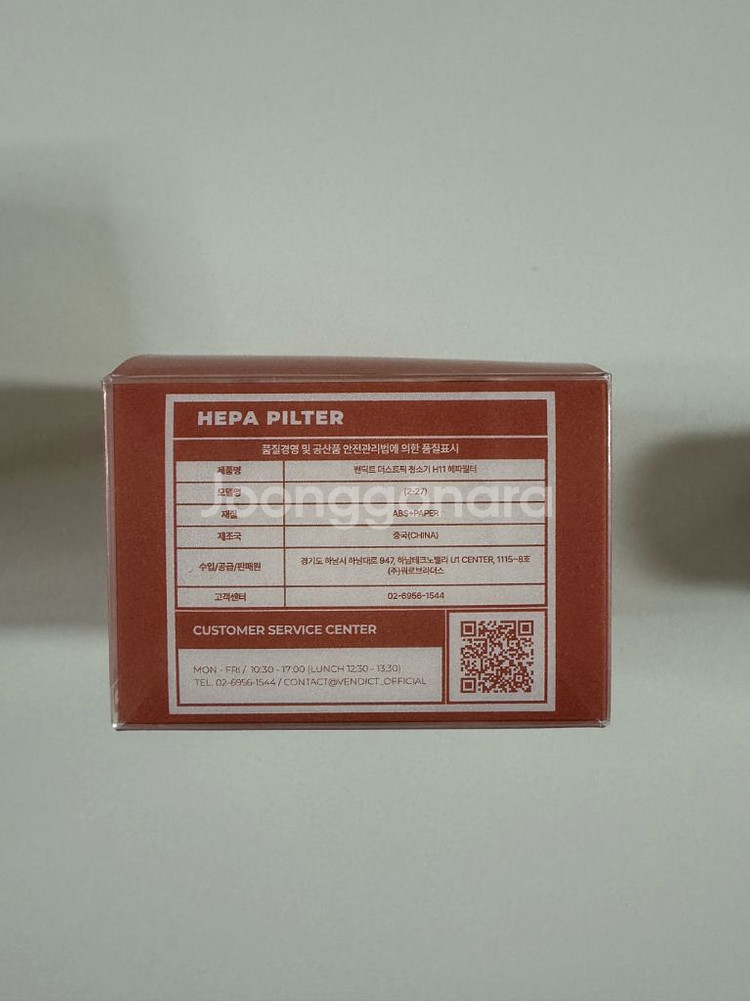 HEPA PILTER
품질경영 및 공산품 안전관리법에 의한 품질표시
제품명 벤딕트 더스트픽 청소기 H11 헤파필터
모델명 (Z-27)
재질 ABS+PAPER
제조국 중국(CHINA)
수입/공급/판매원 경기도 하남시 하남대로 947, 하남테크노밸리 U1 CENTER, 1115~8호
(주)워로브라더스
고객센터 02-6956-1544
Joonggonara
CUSTOMER SERVICE CENTER
MON - FRI / 10:30 - 17:00 (LUNCH 12:30 - 13:30)
TEL. 02-6956-1544 / CONTACT@VENDICT_OFFICIAL